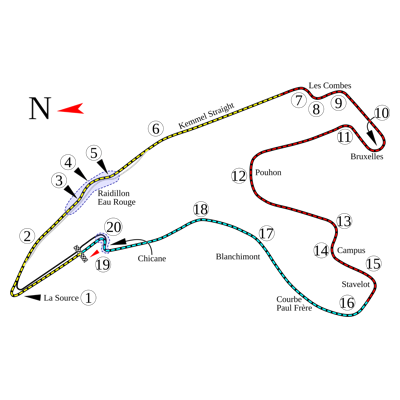 Les Combes
7
8
9
10
N
Kemmel Straight
6
11
5
4
Bruxelles
3
Pouhon
12
Raidillon
Eau Rouge
18
13
20
2
17
14
Campus
Chicane
Blanchimont
19
15
Stavelot
La Source
1
Courbe
Paul Frère
16